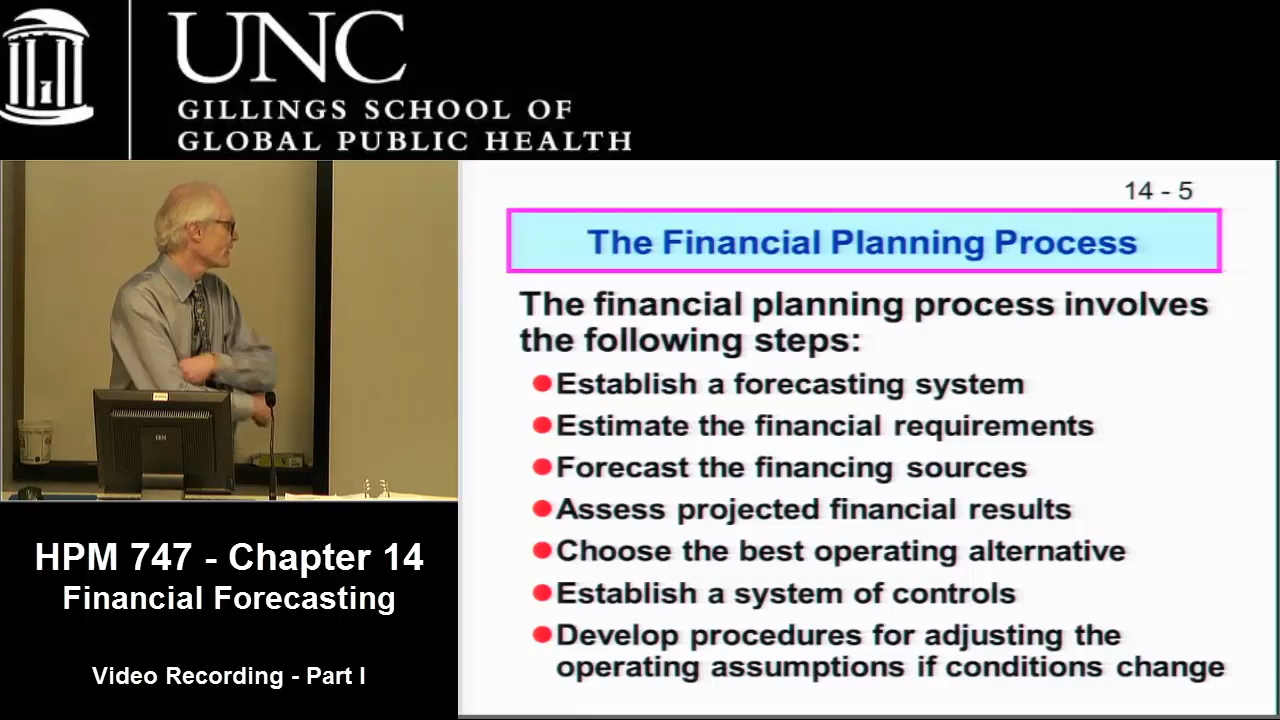 UNC
GILLINGS SCHOOL OF
GLOBAL PUBLIC HEALTH
14 - 5
The Financial Planning Process
The financial planning process involves
the following steps:
Establish a forecasting system
Estimate the financial requirements
Forecast the financing sources
Assess projected financial results
Choose the best operating alternative
Establish a system of controls
Develop procedures for adjusting the
operating assumptions if conditions change
IBM
HPM 747 - Chapter 14
Financial Forecasting
Video Recording - Part I